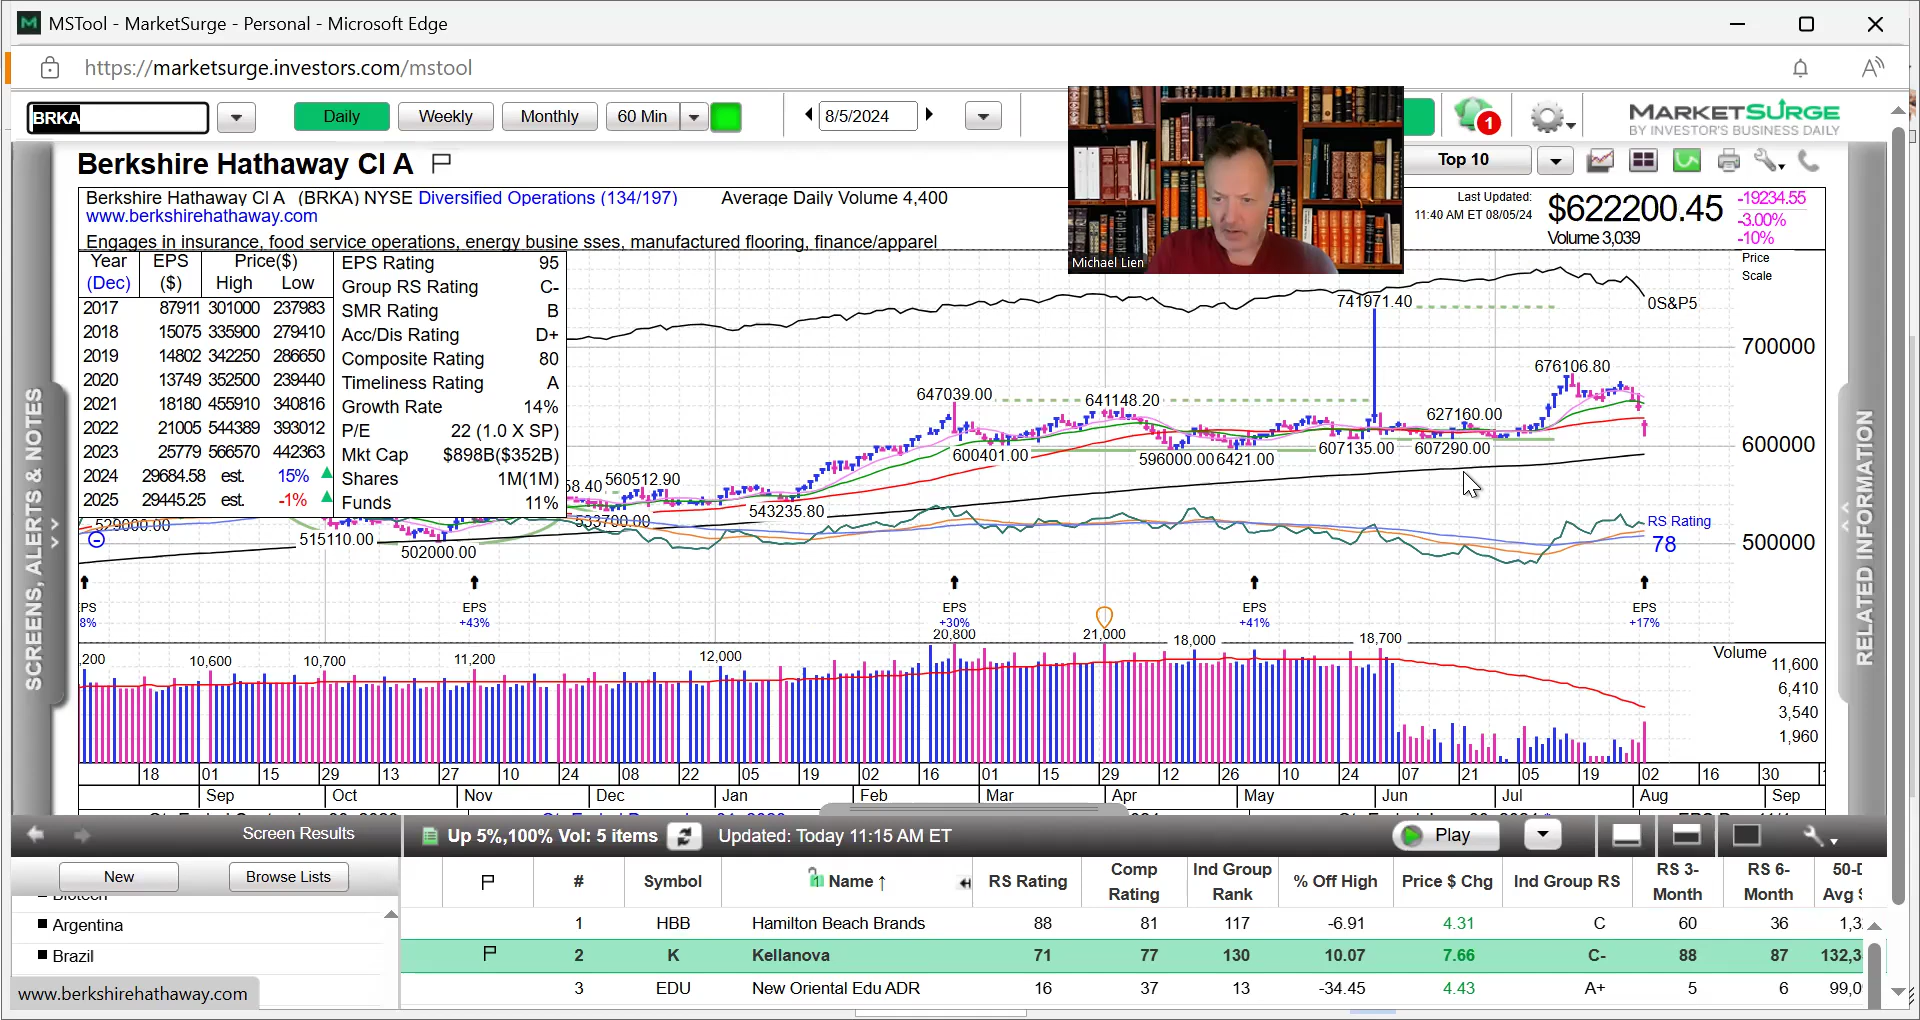 MSTool - MarketSurge - Personal - Microsoft Edge
https://marketsurge.investors.com/mstool
BRKA Daily Weekly Monthly 60 Min 8/5/2024 1 MARKETSURGE
BY INVESTOR'S BUSINESS DAILY
Berkshire Hathaway Cl A Top 10
Berkshire Hathaway Cl A (BRKA) NYSE Diversified Operations (134/197) Average Daily Volume 4,400
www.berkshirehathaway.com
Engages in insurance, food service operations, energy busine sses, manufactured flooring, finance/apparel
Michael Lien
Last Updated:
11:40 AM ET 08/05/24
$622200.45
Volume 3,039
-19234.55
-3.00%
-10%
Price
Scale
Year EPS Price($)
(Dec) ($) High Low
2017 87911 301000 237983
2018 15075 335900 279410
2019 14802 342250 286650
2020 13749 352500 239440
2021 18180 455910 340816
2022 21005 544389 393012
2023 25779 566570 442363
2024 29684.58 est. 15%
2025 29445.25 est. -1%
EPS Rating 95
Group RS Rating C-
SMR Rating B
Acc/Dis Rating D+
Composite Rating 80
Timeliness Rating A
Growth Rate 14%
P/E 22 (1.0 X SP)
Mkt Cap $898B($352B)
Shares 1M(1M)
Funds 11%
741971.40
0S&P5
700000
676106.80
647039.00 641148.20
627160.00
600000
600401.00 596000.00 6421.00 607135.00 607290.00
58.40 560512.90
543235.80
533700.00
529000.00
515110.00
502000.00
500000
RS Rating
78
EPS EPS EPS EPS
8% +43% +30% +41% +17%
20,800 21,000 18,000 18,700
,200 10,600 10,700 11,200 12,000
Volume
11,600
6,410
3,540
1,960
18 01 15 29 13 27 10 24 08 22 05 19 02 16 01 15 29 12 26 10 24 07 21 05 19 02 16 30
Sep Oct Nov Dec Jan Feb Mar Apr May Jun Jul Aug Sep
SCREENS, ALERTS & NOTES
RELATED INFORMATION
Screen Results
Up 5%,100% Vol: 5 items Updated: Today 11:15 AM ET Play
New Browse Lists
Argentina
Brazil
www.berkshirehathaway.com
# Symbol Name ↑ RS Rating Comp Rating Ind Group Rank % Off High Price $ Chg Ind Group RS RS 3-Month RS 6-Month 50-D Avg $
1 HBB Hamilton Beach Brands 88 81 117 -6.91 4.31 C 60 36 1,3
2 K Kellanova 71 77 130 10.07 7.66 C- 88 87 132,3
3 EDU New Oriental Edu ADR 16 37 13 -34.45 4.43 A+ 5 6 99,0